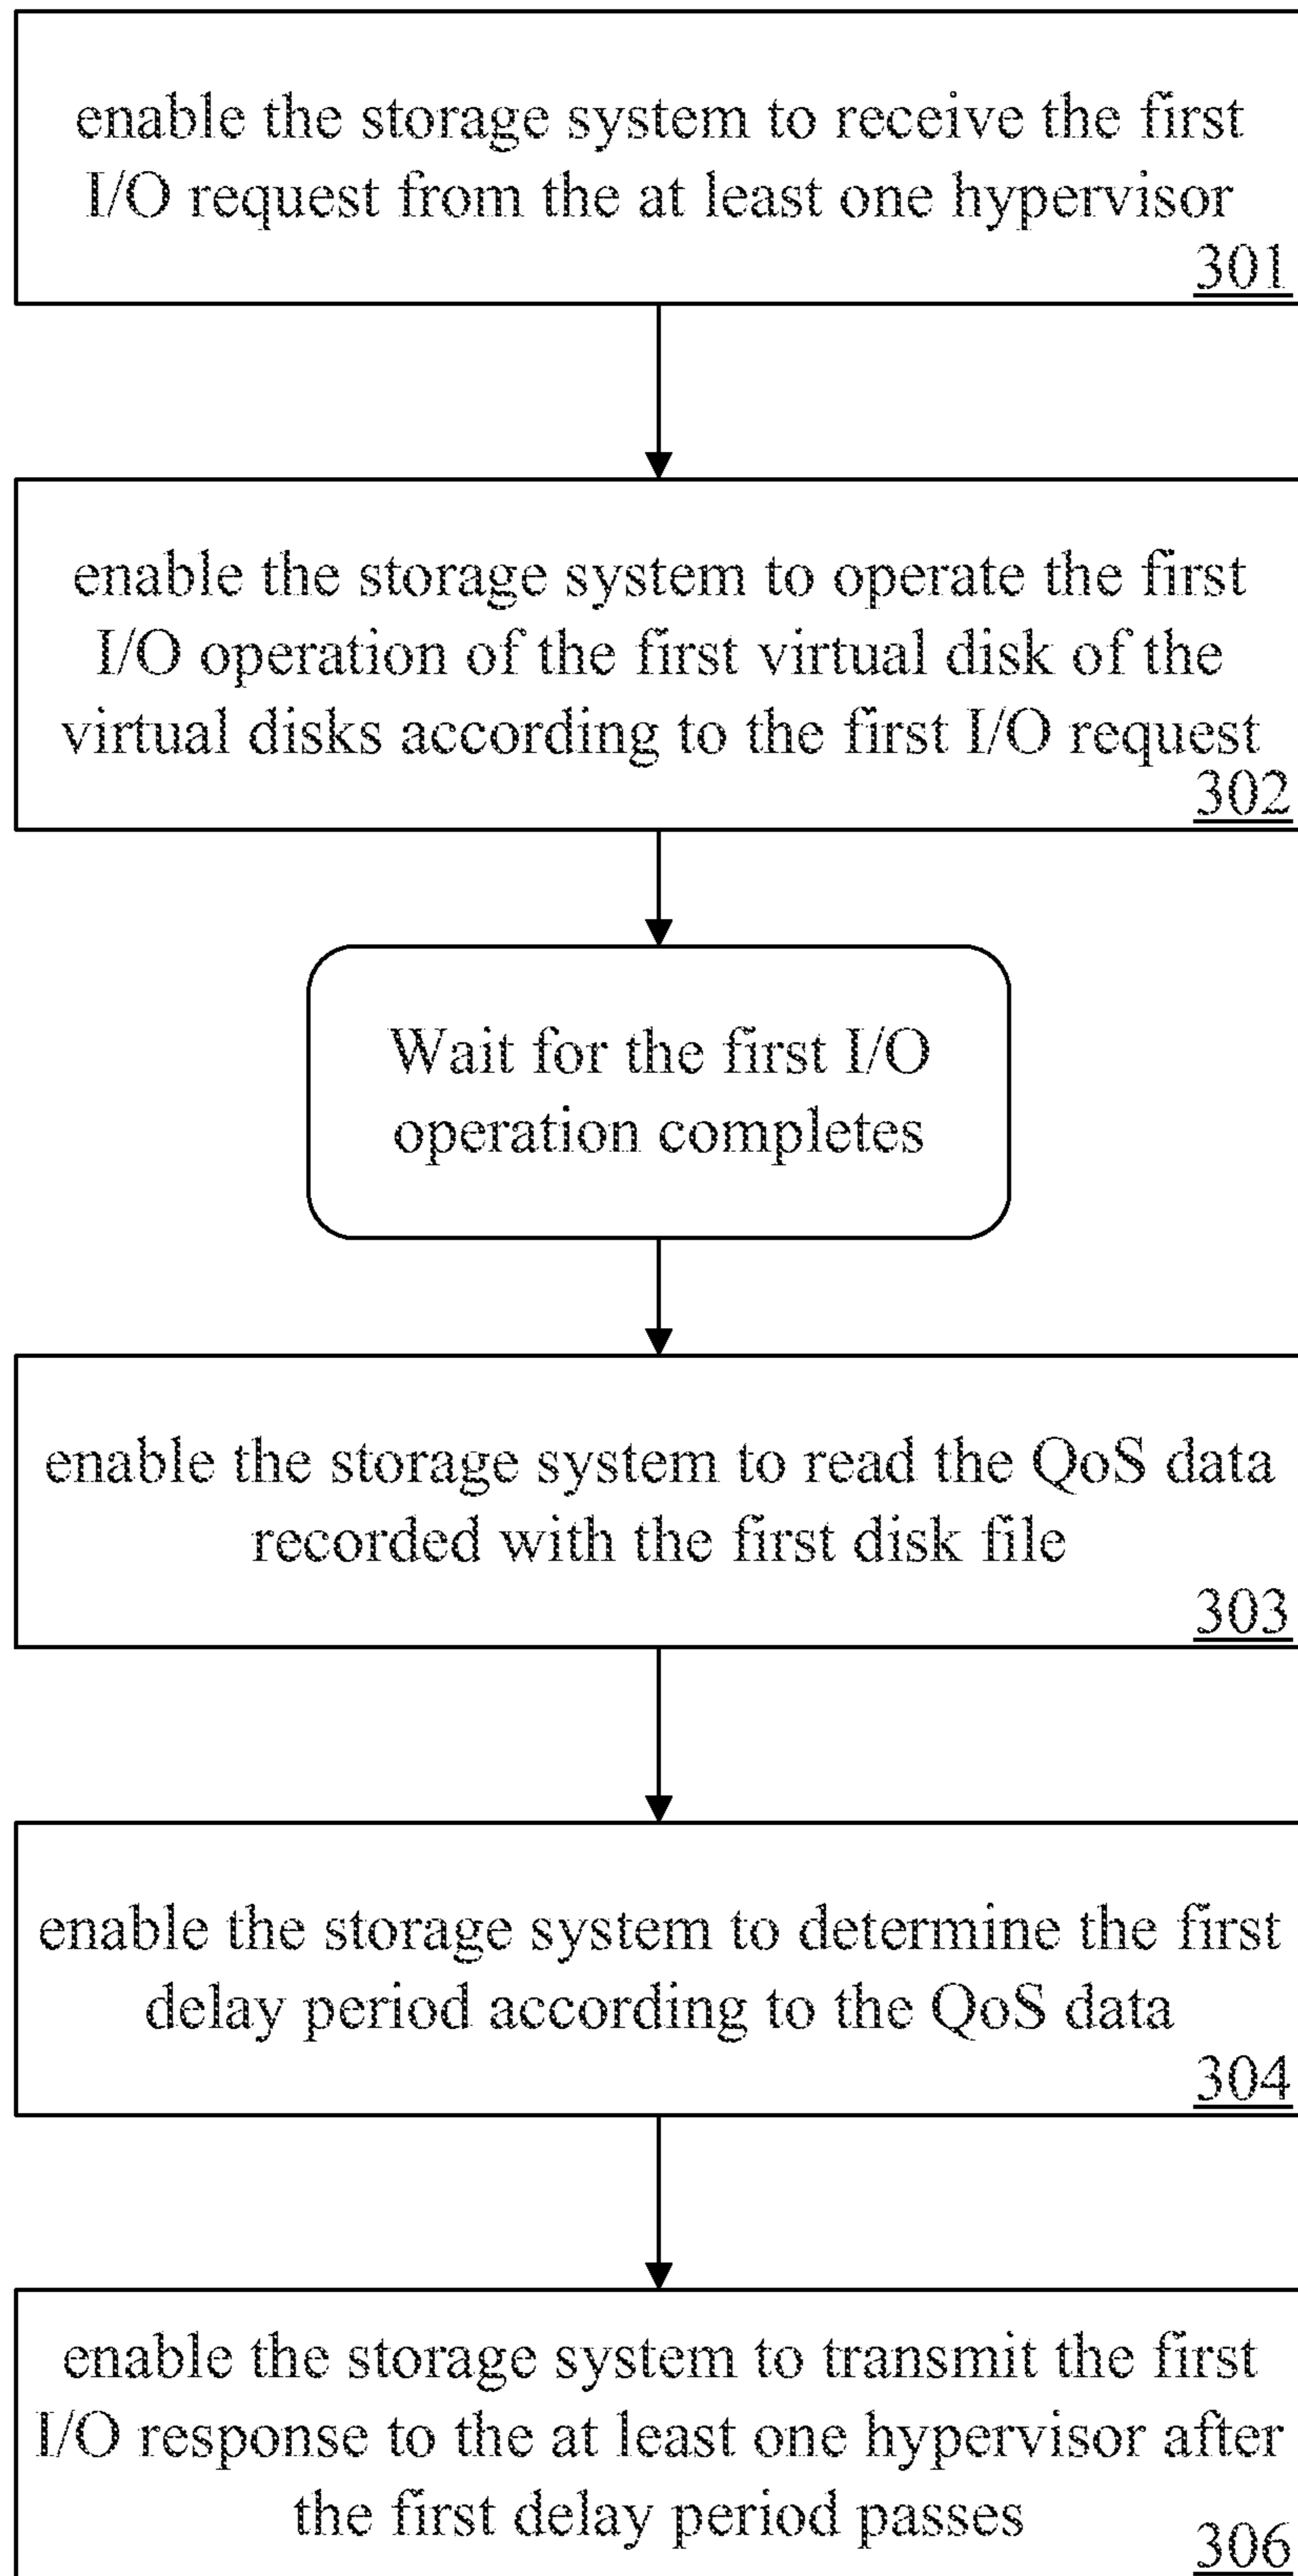 enable the storage system to receive the first
I/O request from the at least one hypervisor
301
enable the storage system to operate the first
I/O operation of the first virtual disk of the
virtual disks according to the first I/O request
302
Wait for the first I/O
operation completes
enable the storage system to read the QoS data
recorded with the first disk file
303
enable the storage system to determine the first
delay period according to the QoS data
304
enable the storage system to transmit the first
I/O response to the at least one hypervisor after
the first delay period passes
306